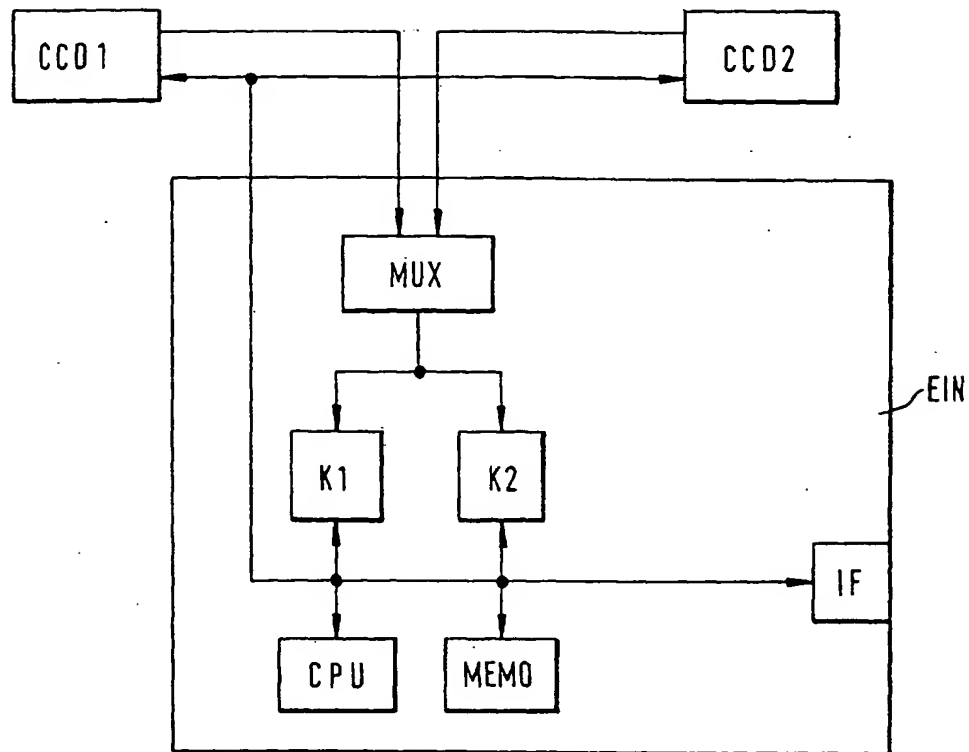 CCD1
CCD2
MUX
EIN
K1
K2
IF
CPU
MEMO